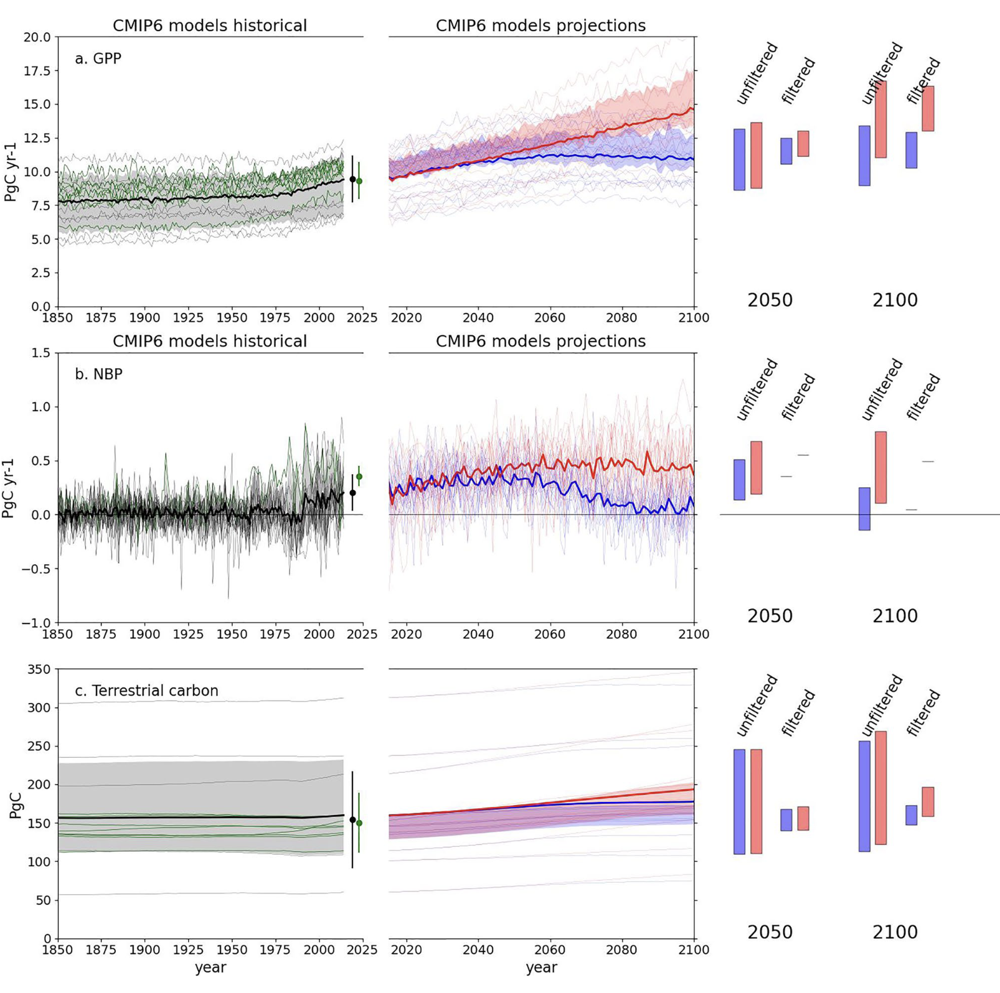 CMIP6 models historical
CMIP6 models projections
a. GPP
PgC yr-1
20.0
17.5
15.0
12.5
10.0
7.5
5.0
2.5
0.0
1850 1875 1900 1925 1950 1975 2000 2025
2020 2040 2060 2080 2100
unfiltered filtered unfiltered filtered
2050 2100
CMIP6 models historical
CMIP6 models projections
b. NBP
PgC yr-1
1.5
1.0
0.5
0.0
−0.5
−1.0
1850 1875 1900 1925 1950 1975 2000 2025
2020 2040 2060 2080 2100
unfiltered filtered unfiltered filtered
2050 2100
c. Terrestrial carbon
PgC
350
300
250
200
150
100
50
0
1850 1875 1900 1925 1950 1975 2000 2025
year
2020 2040 2060 2080 2100
year
unfiltered filtered unfiltered filtered
2050 2100